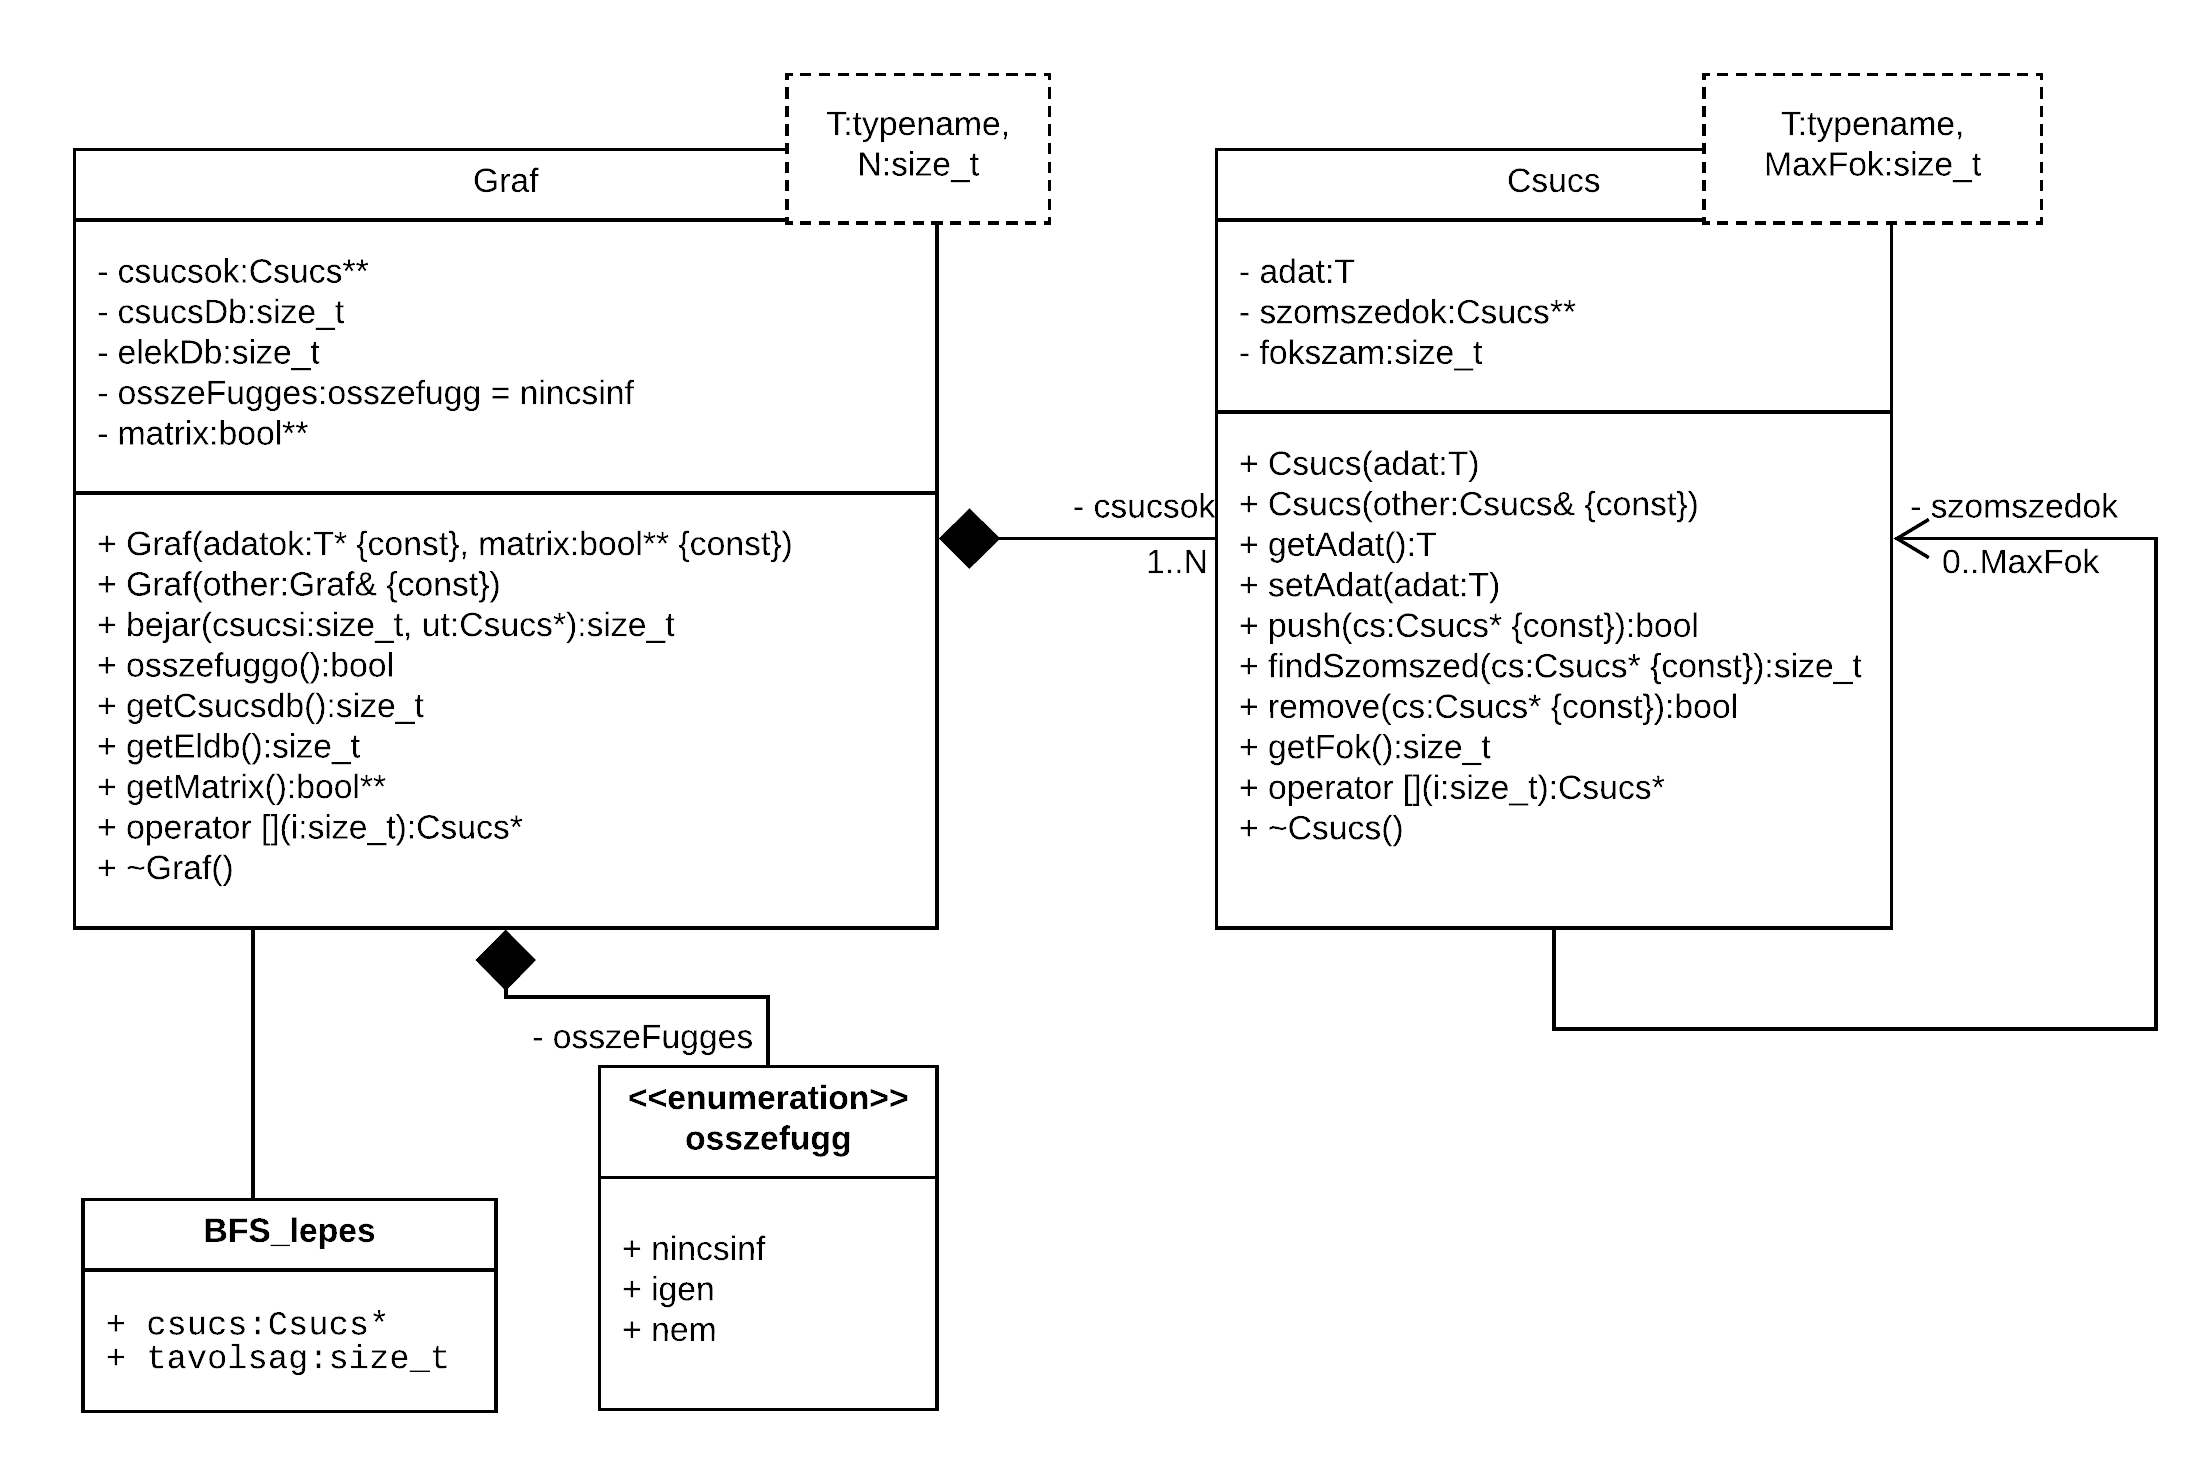 T:typename,
N:size_t
Graf
- csucsok:Csucs**
- csucsDb:size_t
- elekDb:size_t
- osszeFugges:osszefugg = nincsinf
- matrix:bool**
+ Graf(adatok:T* {const}, matrix:bool** {const})
+ Graf(other:Graf& {const})
+ bejar(csucsi:size_t, ut:Csucs*):size_t
+ osszefuggo():bool
+ getCsucsdb():size_t
+ getEldb():size_t
+ getMatrix():bool**
+ operator [](i:size_t):Csucs*
+ ~Graf()
- csucsok
1..N
T:typename,
MaxFok:size_t
Csucs
- adat:T
- szomszedok:Csucs**
- fokszam:size_t
+ Csucs(adat:T)
+ Csucs(other:Csucs& {const})
+ getAdat():T
+ setAdat(adat:T)
+ push(cs:Csucs* {const}):bool
+ findSzomszed(cs:Csucs* {const}):size_t
+ remove(cs:Csucs* {const}):bool
+ getFok():size_t
+ operator [](i:size_t):Csucs*
+ ~Csucs()
- szomszedok
0..MaxFok
- osszeFugges
<<enumeration>>
osszefugg
+ nincsinf
+ igen
+ nem
BFS_lepes
+ csucs:Csucs*
+ tavolsag:size_t